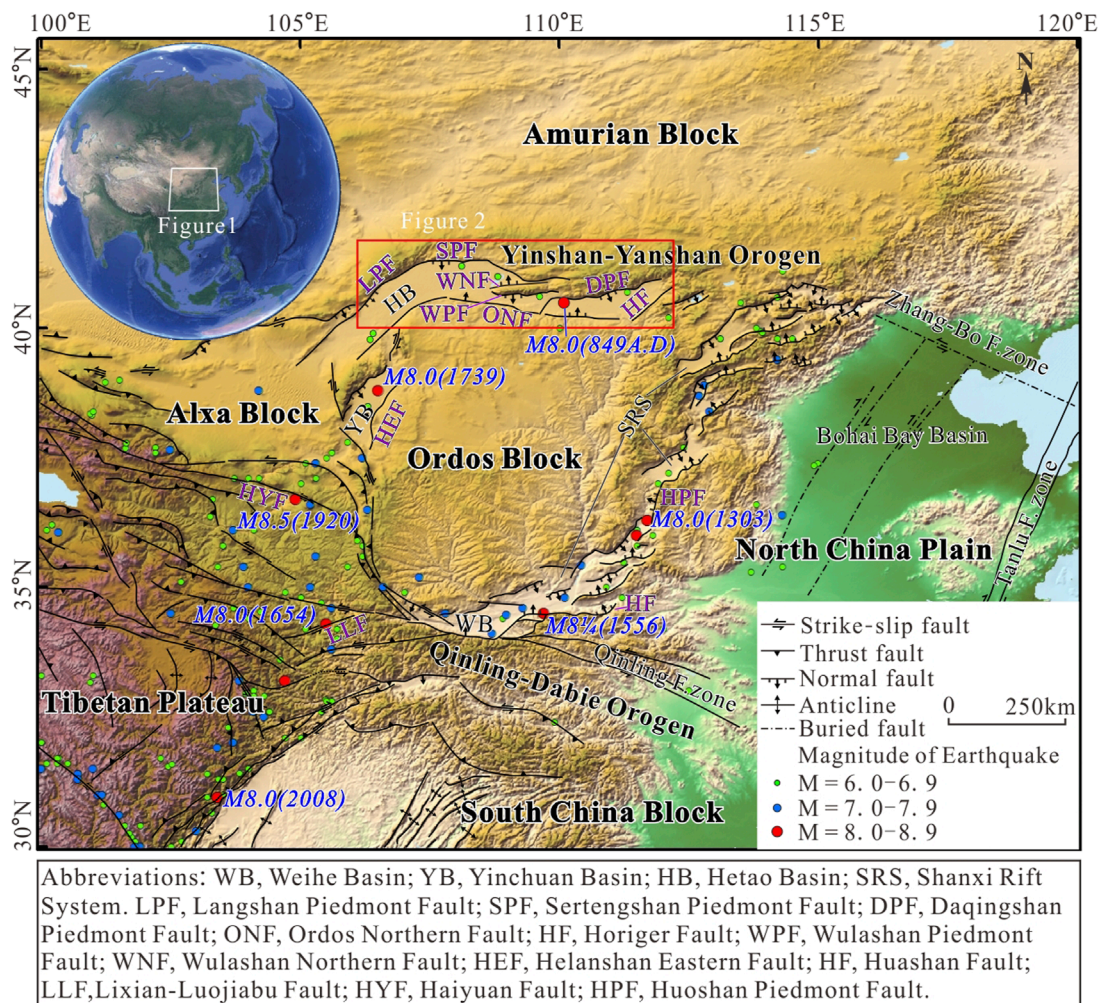 100°E 105°E 110°E 115°E 120°E
45°N
40°N
35°N
30°N
N
Amurian Block
Figure 1
Figure 2
Yinshan-Yanshan Orogen
SPF
LPF
WNF
DPF
HB
HF
WPF
ONF
M8.0(849A.D)
Zhang-Bo F.zone
M8.0(1739)
Alxa Block
YB
HEF
SRS
Bohai Bay Basin
Ordos Block
HYF
M8.5(1920)
HPF
M8.0(1303)
North China Plain
Tanlu F.zone
M8.0(1654)
LLF
WB
HF
M8¼(1556)
Qinling F.zone
Qinling-Dabie Orogen
Tibetan Plateau
M8.0(2008)
South China Block
Strike-slip fault
Thrust fault
Normal fault
Anticline
Buried fault
0 250km
Magnitude of Earthquake
M=6.0-6.9
M=7.0-7.9
M=8.0-8.9
Abbreviations: WB, Weihe Basin; YB, Yinchuan Basin; HB, Hetao Basin; SRS, Shanxi Rift
System. LPF, Langshan Piedmont Fault; SPF, Sertengshan Piedmont Fault; DPF, Daqingshan
Piedmont Fault; ONF, Ordos Northern Fault; HF, Horiger Fault; WPF, Wulashan Piedmont
Fault; WNF, Wulashan Northern Fault; HEF, Helanshan Eastern Fault; HF, Huashan Fault;
LLF,Lixian-Luojiabu Fault; HYF, Haiyuan Fault; HPF, Huoshan Piedmont Fault.